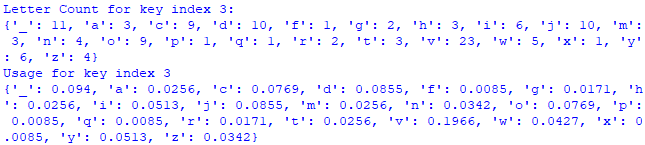 Letter Count for key index 3:
{'_': 11, 'a': 3, 'c': 9, 'd': 10, 'f': 1, 'g': 2, 'h': 3, 'i': 6, 'j': 10, 'm':
 3, 'n': 4, 'o': 9, 'p': 1, 'q': 1, 'r': 2, 't': 3, 'v': 23, 'w': 5, 'x': 1, 'y'
: 6, 'z': 4}
Usage for key index 3
{'_': 0.094, 'a': 0.0256, 'c': 0.0769, 'd': 0.0855, 'f': 0.0085, 'g': 0.0171, 'h
': 0.0256, 'i': 0.0513, 'j': 0.0855, 'm': 0.0256, 'n': 0.0342, 'o': 0.0769, 'p':
 0.0085, 'q': 0.0085, 'r': 0.0171, 't': 0.0256, 'v': 0.1966, 'w': 0.0427, 'x': 0
.0085, 'y': 0.0513, 'z': 0.0342}